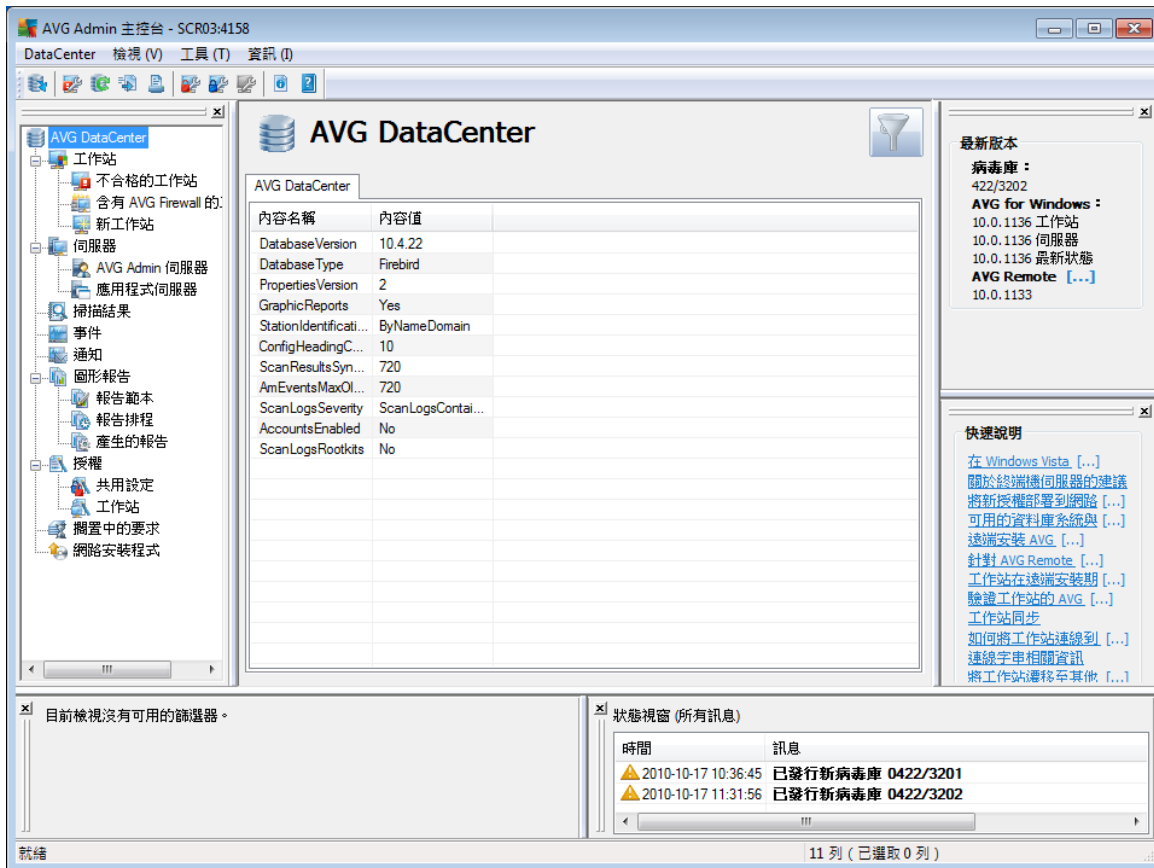 AVG Admin 主控台 - SCR03:4158
DataCenter 檢視 (V) 工具 (T) 資訊 (I)
AVG DataCenter
工作站
不合格的工作站
含有 AVG Firewall 的
新工作站
伺服器
AVG Admin 伺服器
應用程式伺服器
掃描結果
事件
通知
圖形報告
報告範本
報告排程
產生的報告
授權
共用設定
工作站
擱置中的要求
網路安裝程式
AVG DataCenter
AVG DataCenter
內容名稱 內容值
DatabaseVersion 10.4.22
DatabaseType Firebird
PropertiesVersion 2
GraphicReports Yes
StationIdentificati... ByNameDomain
ConfigHeadingC... 10
ScanResultsSyn... 720
AmEventsMaxOl... 720
ScanLogsSeverity ScanLogsContai...
AccountsEnabled No
ScanLogsRootkits No
最新版本
病毒庫：
422/3202
AVG for Windows：
10.0.1136 工作站
10.0.1136 伺服器
10.0.1136 最新狀態
AVG Remote [...]
10.0.1133
快速說明
在 Windows Vista [...]
關於終端機伺服器的建議
將新授權部署到網路 [...]
可用的資料庫系統與 [...]
遠端安裝 AVG [...]
針對 AVG Remote [...]
工作站在遠端安裝期 [...]
驗證工作站的 AVG [...]
工作站同步
如何將工作站連線到 [...]
連線字串相關資訊
將工作站遷移至其他 [...]
目前檢視沒有可用的篩選器。
狀態視窗 (所有訊息)
時間 訊息
2010-10-17 10:36:45 已發行新病毒庫 0422/3201
2010-10-17 11:31:56 已發行新病毒庫 0422/3202
就緒
11 列 ( 已選取 0 列 )